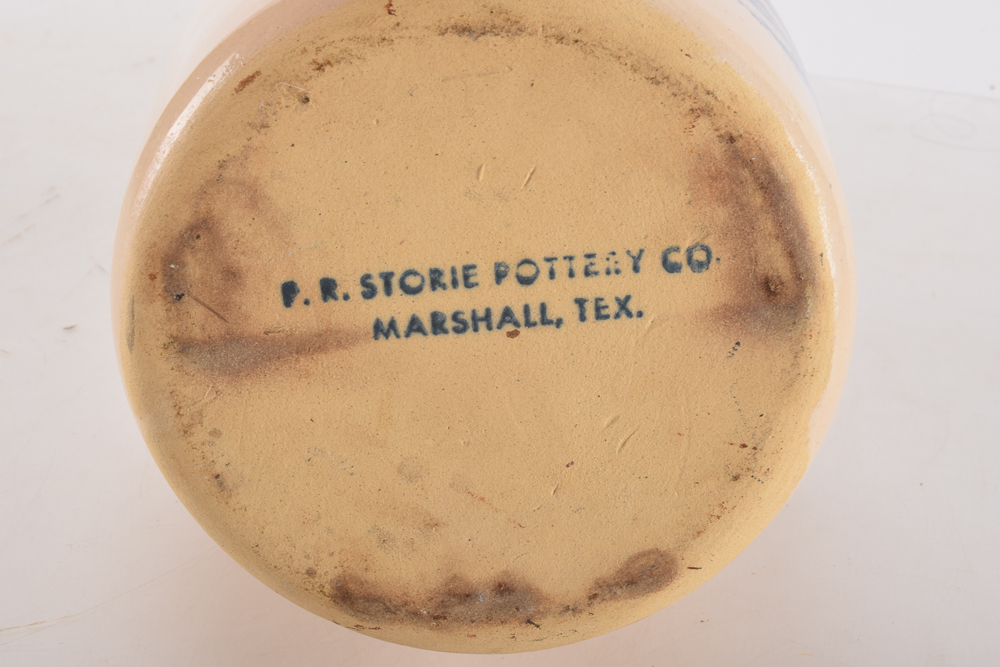 P. R. STORIE POTTERY CO.
MARSHALL, TEX.